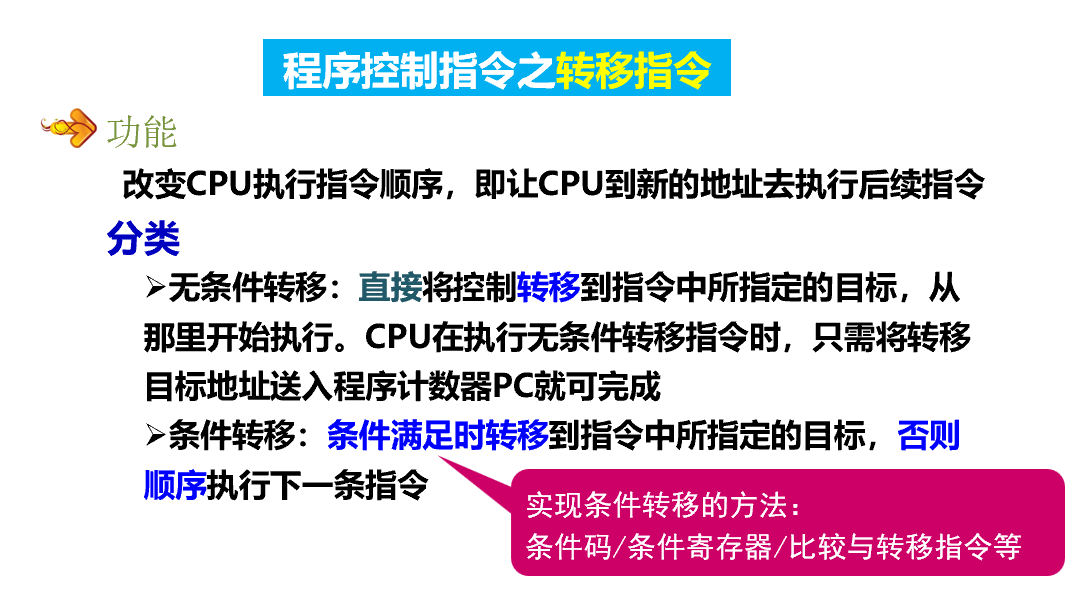 程序控制指令之转移指令
功能
改变CPU执行指令顺序，即让CPU到新的地址去执行后续指令
分类
➢无条件转移：直接将控制转移到指令中所指定的目标，从
那里开始执行。CPU在执行无条件转移指令时，只需将转移
目标地址送入程序计数器PC就可完成
➢条件转移：条件满足时转移到指令中所指定的目标，否则
顺序执行下一条指令
实现条件转移的方法：
条件码/条件寄存器/比较与转移指令等